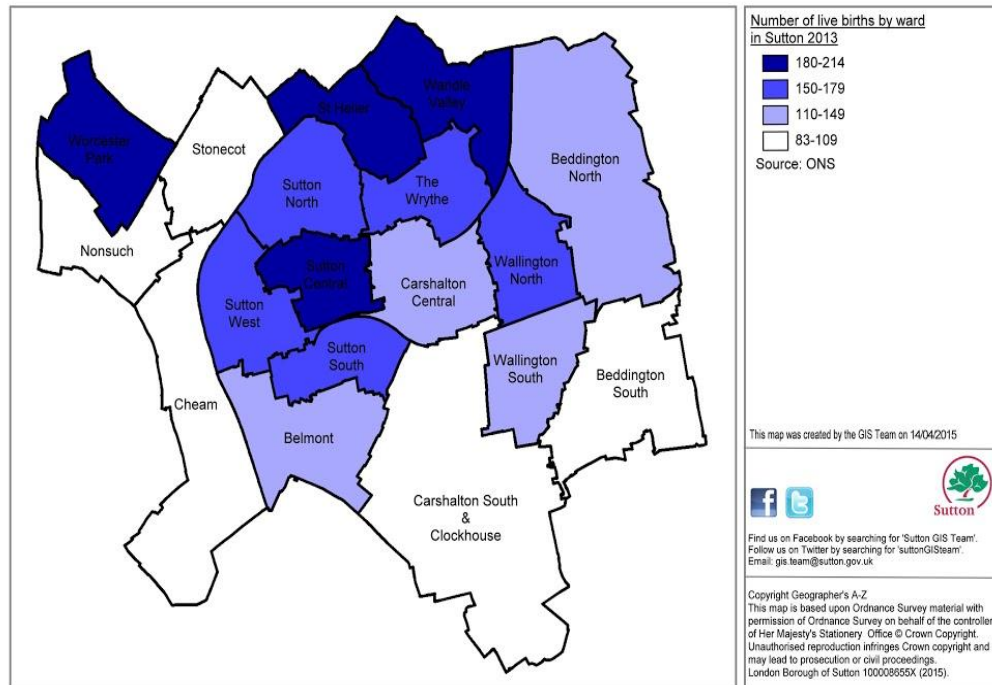 Worcester
Park
Stonecot
St Helier
Wandle
Valley
Beddington
North
Sutton
North
The
Wrythe
Nonsuch
Sutton
Central
Carshalton
Central
Wallington
North
Sutton
West
Sutton
South
Wallington
South
Beddington
South
Cheam
Belmont
Carshalton South
&
Clockhouse
Number of live births by ward
in Sutton 2013
180-214
150-179
110-149
83-109
Source: ONS
This map was created by the GIS Team on 14/04/2015
f t
Sutton
Find us on Facebook by searching for 'Sutton GIS Team'.
Follow us on Twitter by searching for 'suttonGISteam'.
Email: gis.team@sutton.gov.uk
Copyright Geographer's A-Z
This map is based upon Ordnance Survey material with
permission of Ordnance Survey on behalf of the controller
of Her Majesty's Stationery Office © Crown Copyright.
Unauthorised reproduction infringes Crown copyright and
may lead to prosecution or civil proceedings.
London Borough of Sutton 100008655X (2015).